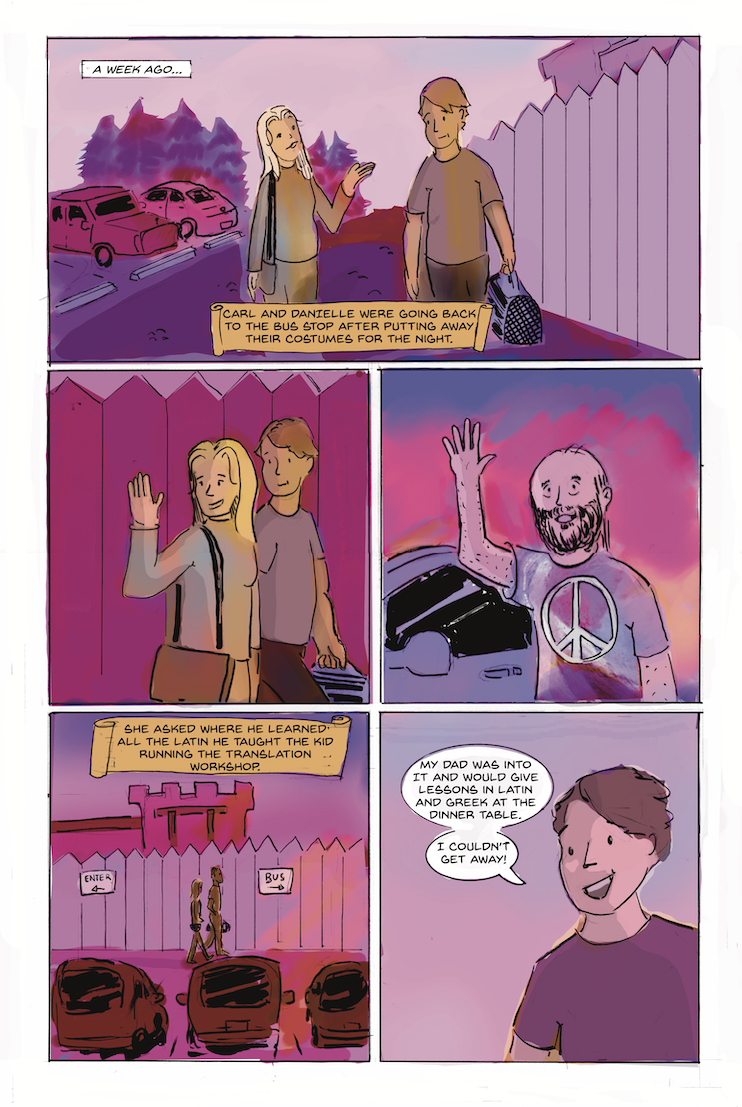 A WEEK AGO...
CARL AND DANIELLE WERE GOING BACK
TO THE BUS STOP AFTER PUTTING AWAY
THEIR COSTUMES FOR THE NIGHT.
SHE ASKED WHERE HE LEARNED
ALL THE LATIN HE TAUGHT THE KID
RUNNING THE TRANSLATION
WORKSHOP.
ENTER
BUS
MY DAD WAS INTO
IT AND WOULD GIVE
LESSONS IN LATIN
AND GREEK AT THE
DINNER TABLE.
I COULDN'T
GET AWAY!